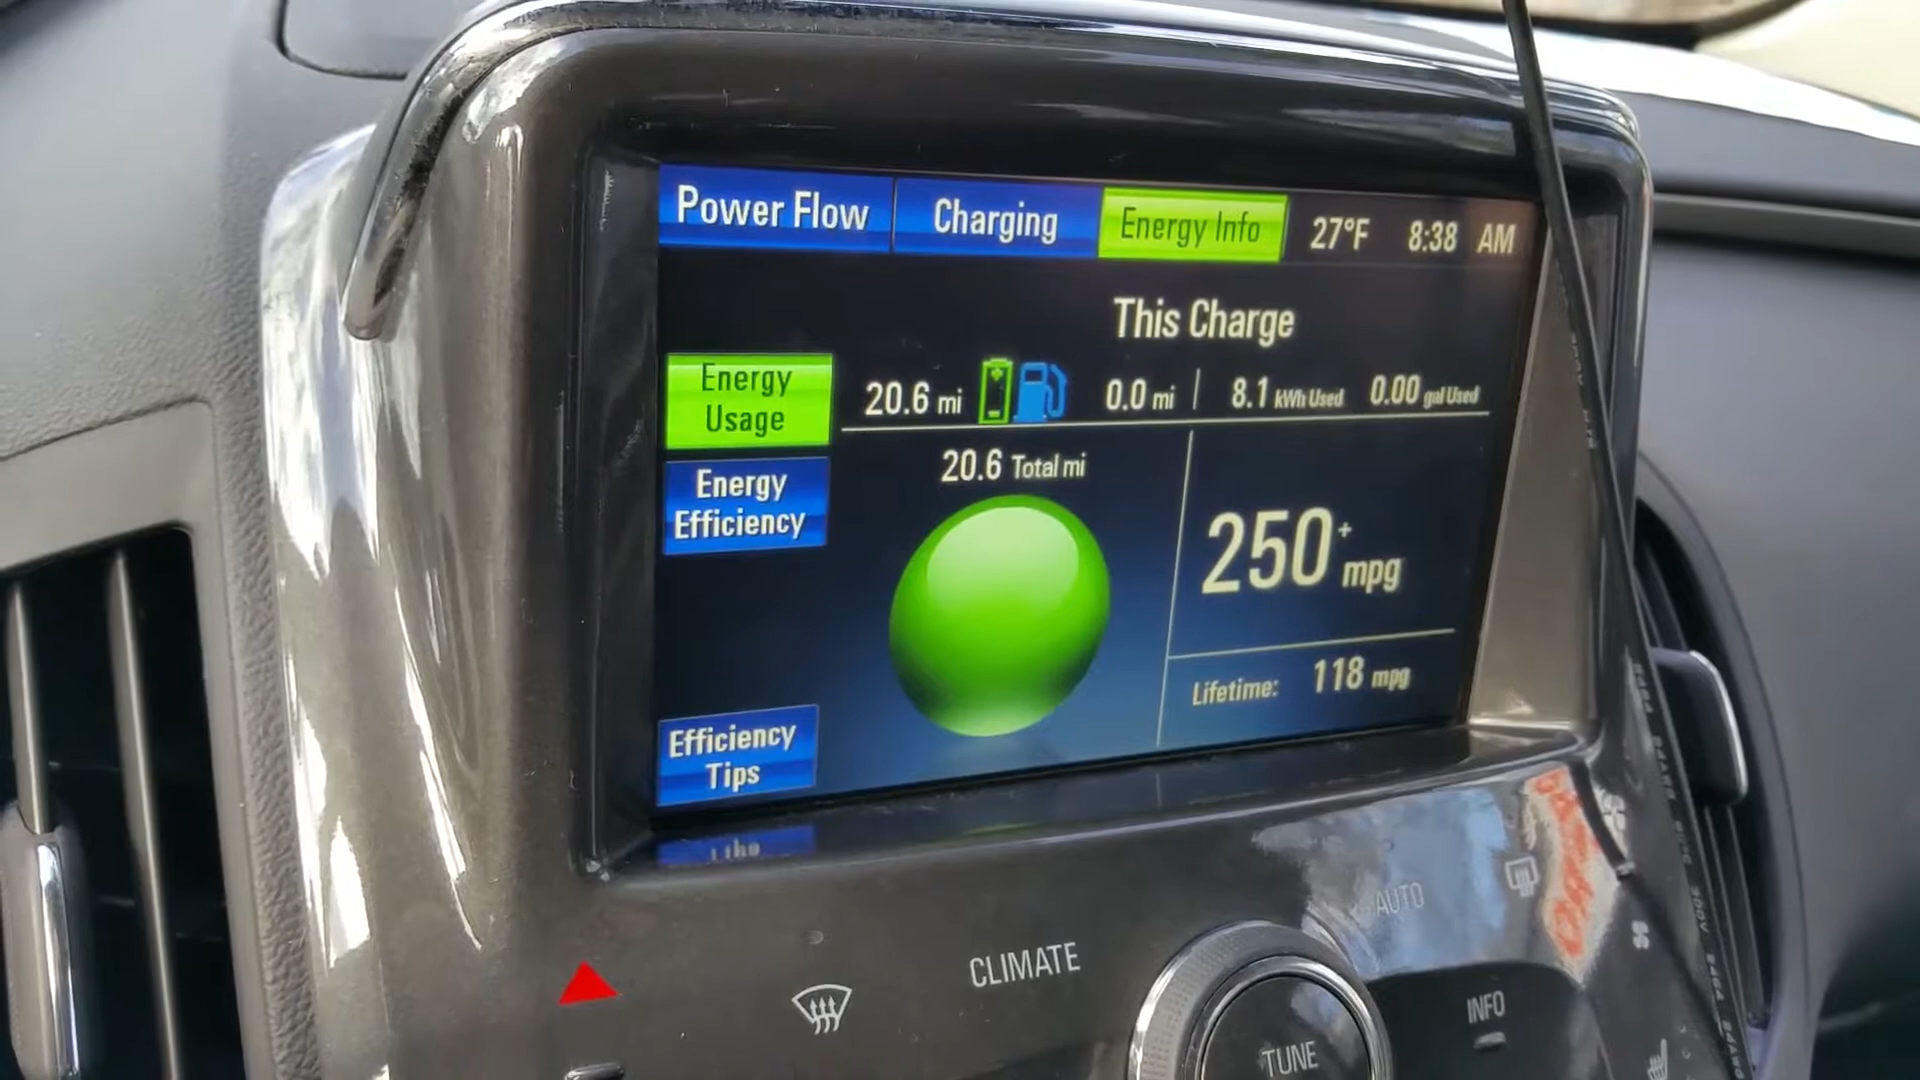 Power Flow Charging Energy Info 27°F 8:38 AM
This Charge
Energy
Usage
20.6 mi 0.0 mi 8.1 kWh Used 0.00 gal Used
20.6 Total mi
Energy
Efficiency
250+ mpg
Lifetime: 118 mpg
Efficiency
Tips
AUTO
CLIMATE
INFO
TUNE